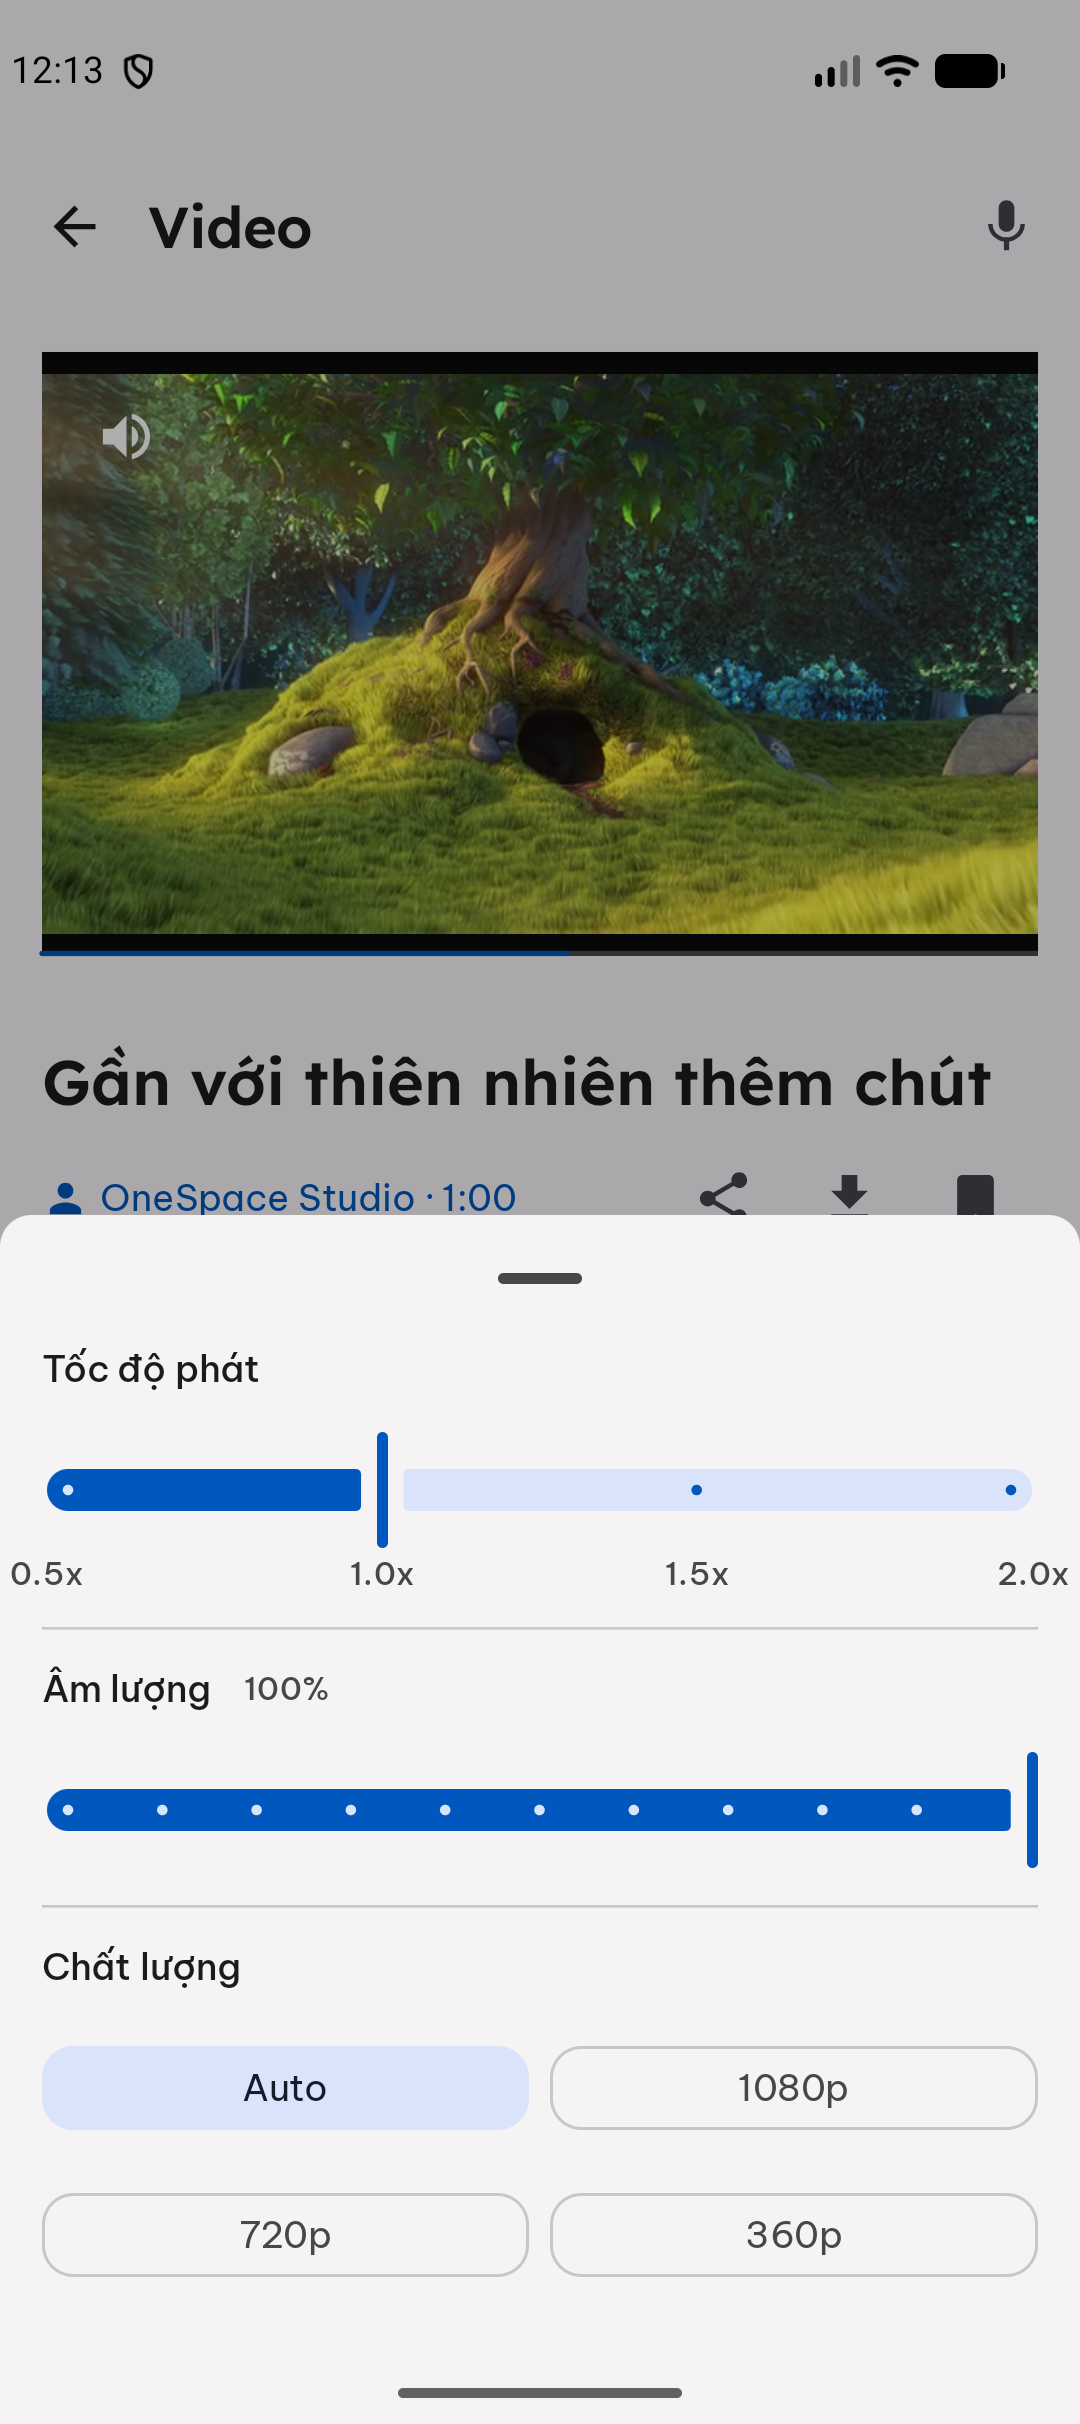 12:13
Video
Gần với thiên nhiên thêm chút
OneSpace Studio · 1:00
Tốc độ phát
0.5x 1.0x 1.5x 2.0x
Âm lượng 100%
Chất lượng
Auto 1080p
720p 360p